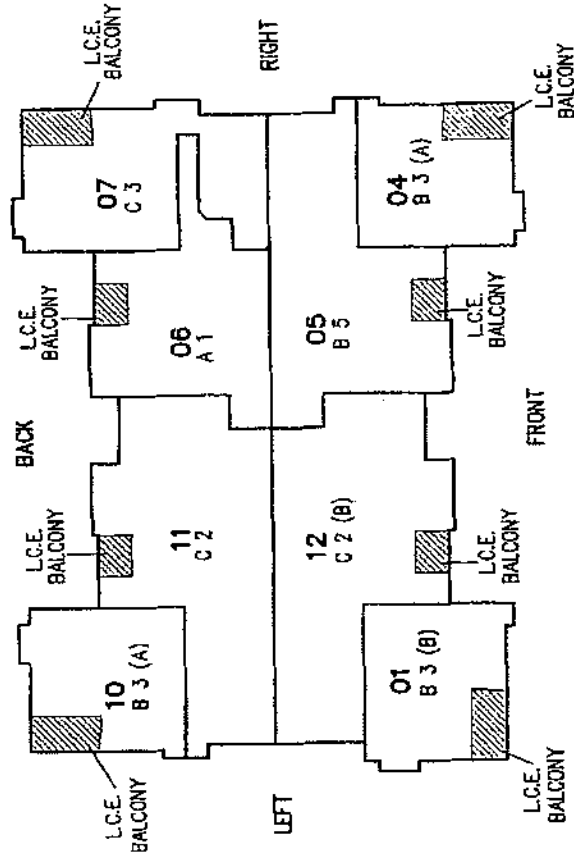 BACK
L.C.E.
BALCONY
L.C.E.
BALCONY
L.C.E.
BALCONY
L.C.E.
BALCONY
10
B 3 (A)
11
C 2
06
A 1
07
C 3
LEFT
RIGHT
01
B 3 (B)
12
C 2 (B)
05
B 5
04
B 3 (A)
L.C.E.
BALCONY
L.C.E.
BALCONY
L.C.E.
BALCONY
L.C.E.
BALCONY
FRONT